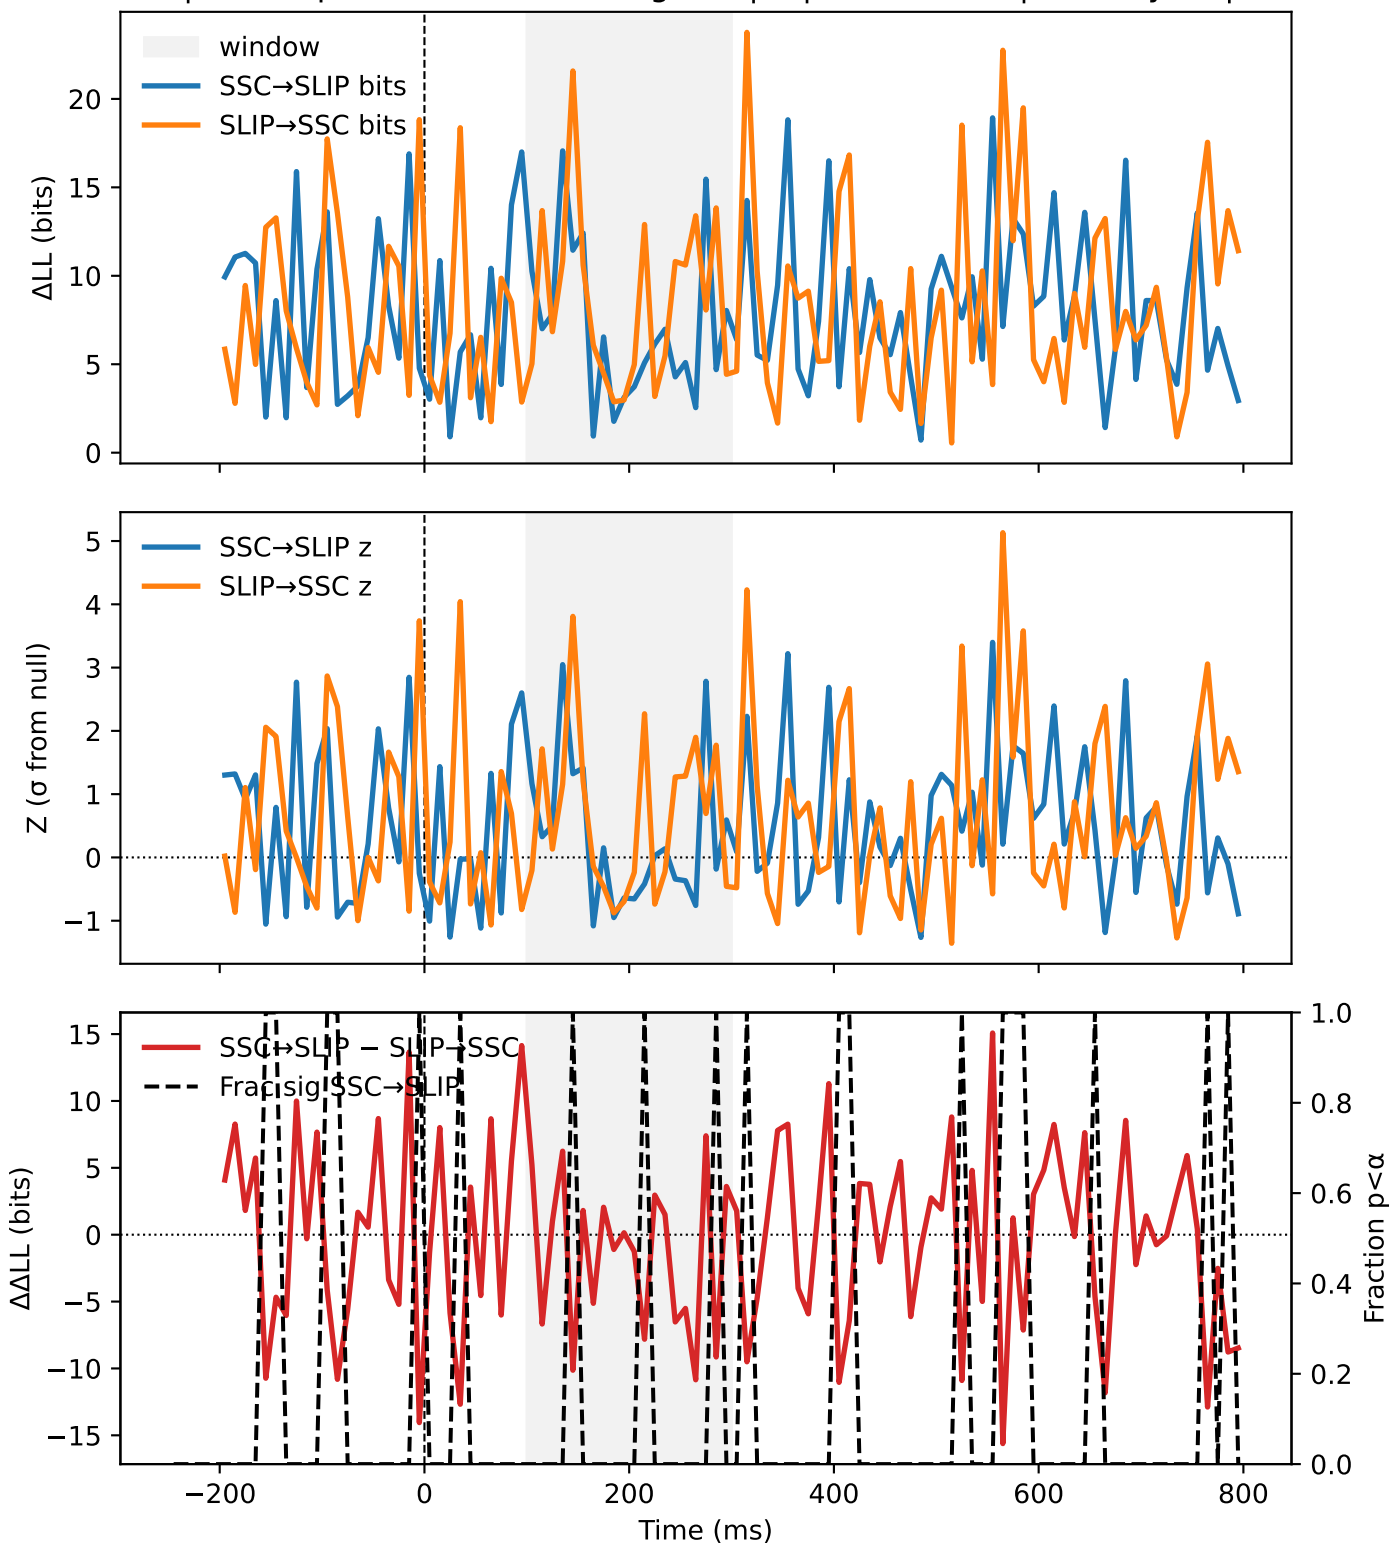 window
SSC→SLIP bits
SLIP→SSC bits
20
15
10
5
0
ΔLL (bits)
SSC→SLIP z
SLIP→SSC z
5
4
3
2
1
0
−1
Z (σ from null)
SSC→SLIP − SLIP→SSC
Frac sig SSC→SLIP
15
10
5
0
−5
−10
−15
ΔΔLL (bits)
1.0
0.8
0.6
0.4
0.2
0.0
Fraction p<α
−200
0
200
400
600
800
Time (ms)